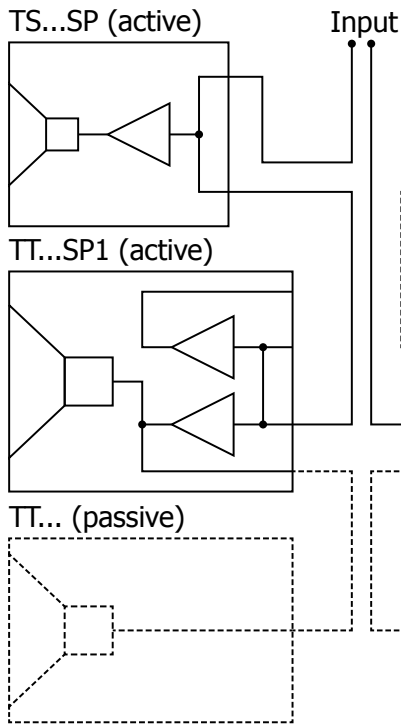 TS...SP (active)
Input
TT...SP1 (active)
TT... (passive)